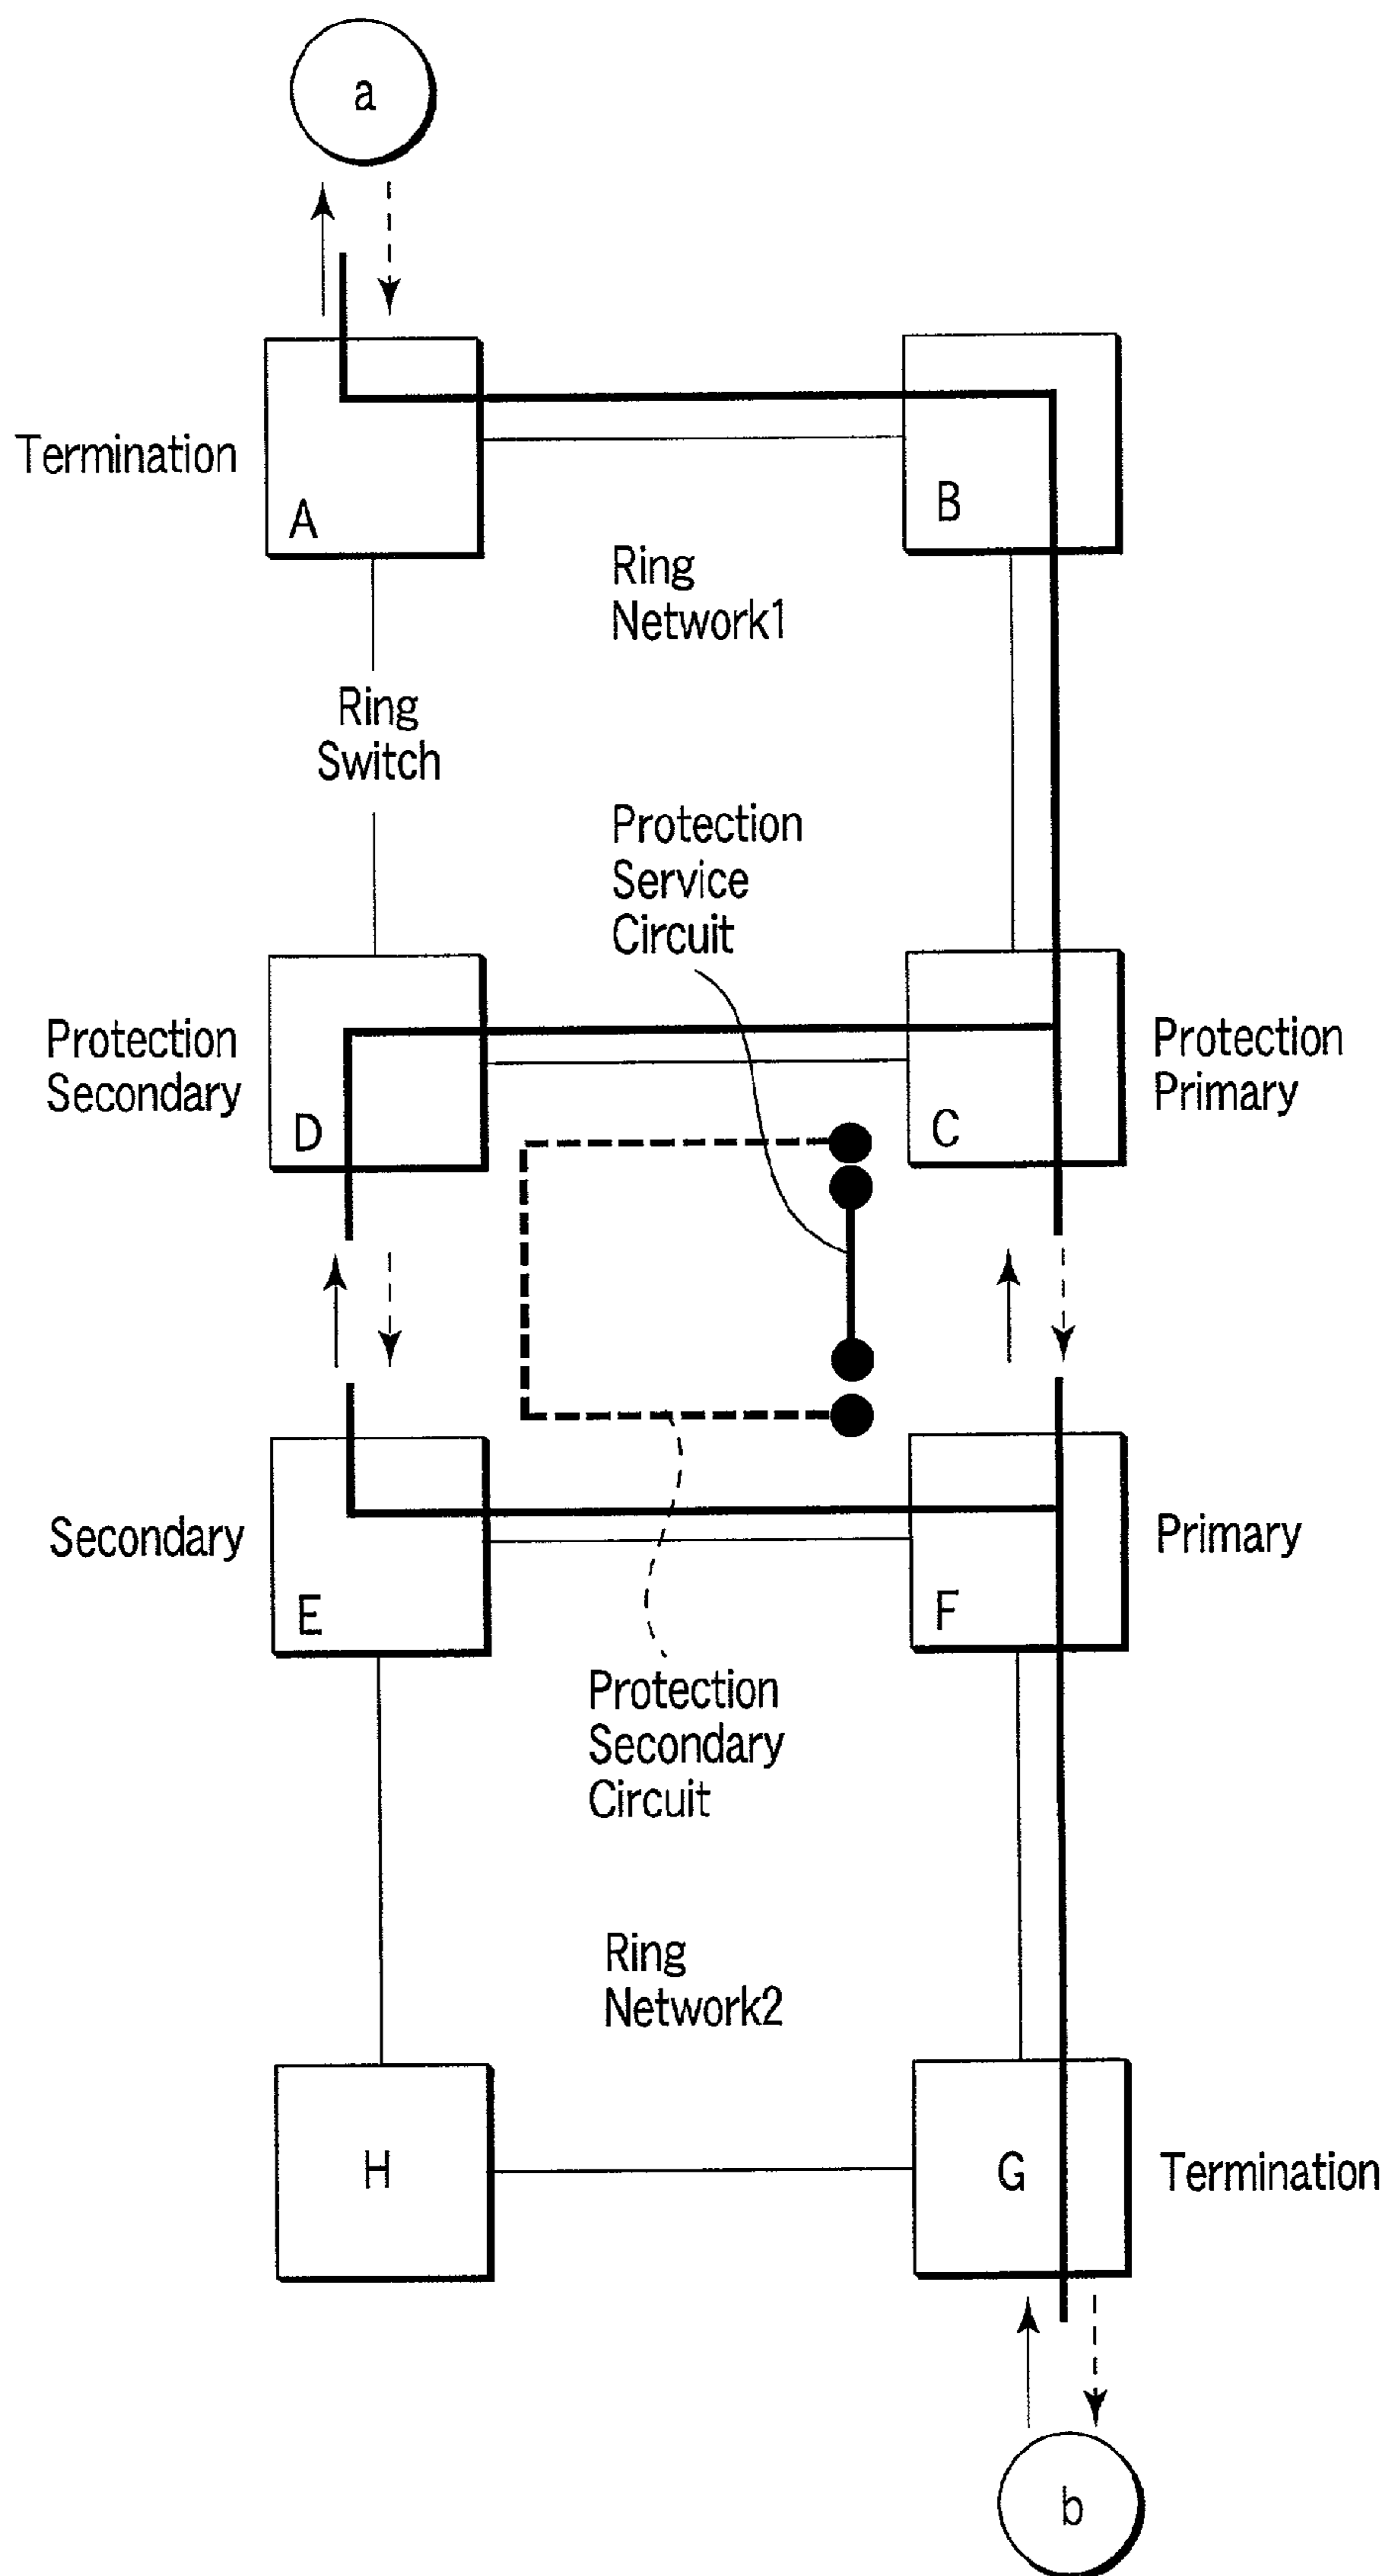 a
Termination
A
B
Ring
Network1
Ring
Switch
Protection
Service
Circuit
Protection
Secondary
D
C
Protection
Primary
Secondary
E
F
Primary
Protection
Secondary
Circuit
Ring
Network2
H
G
Termination
b